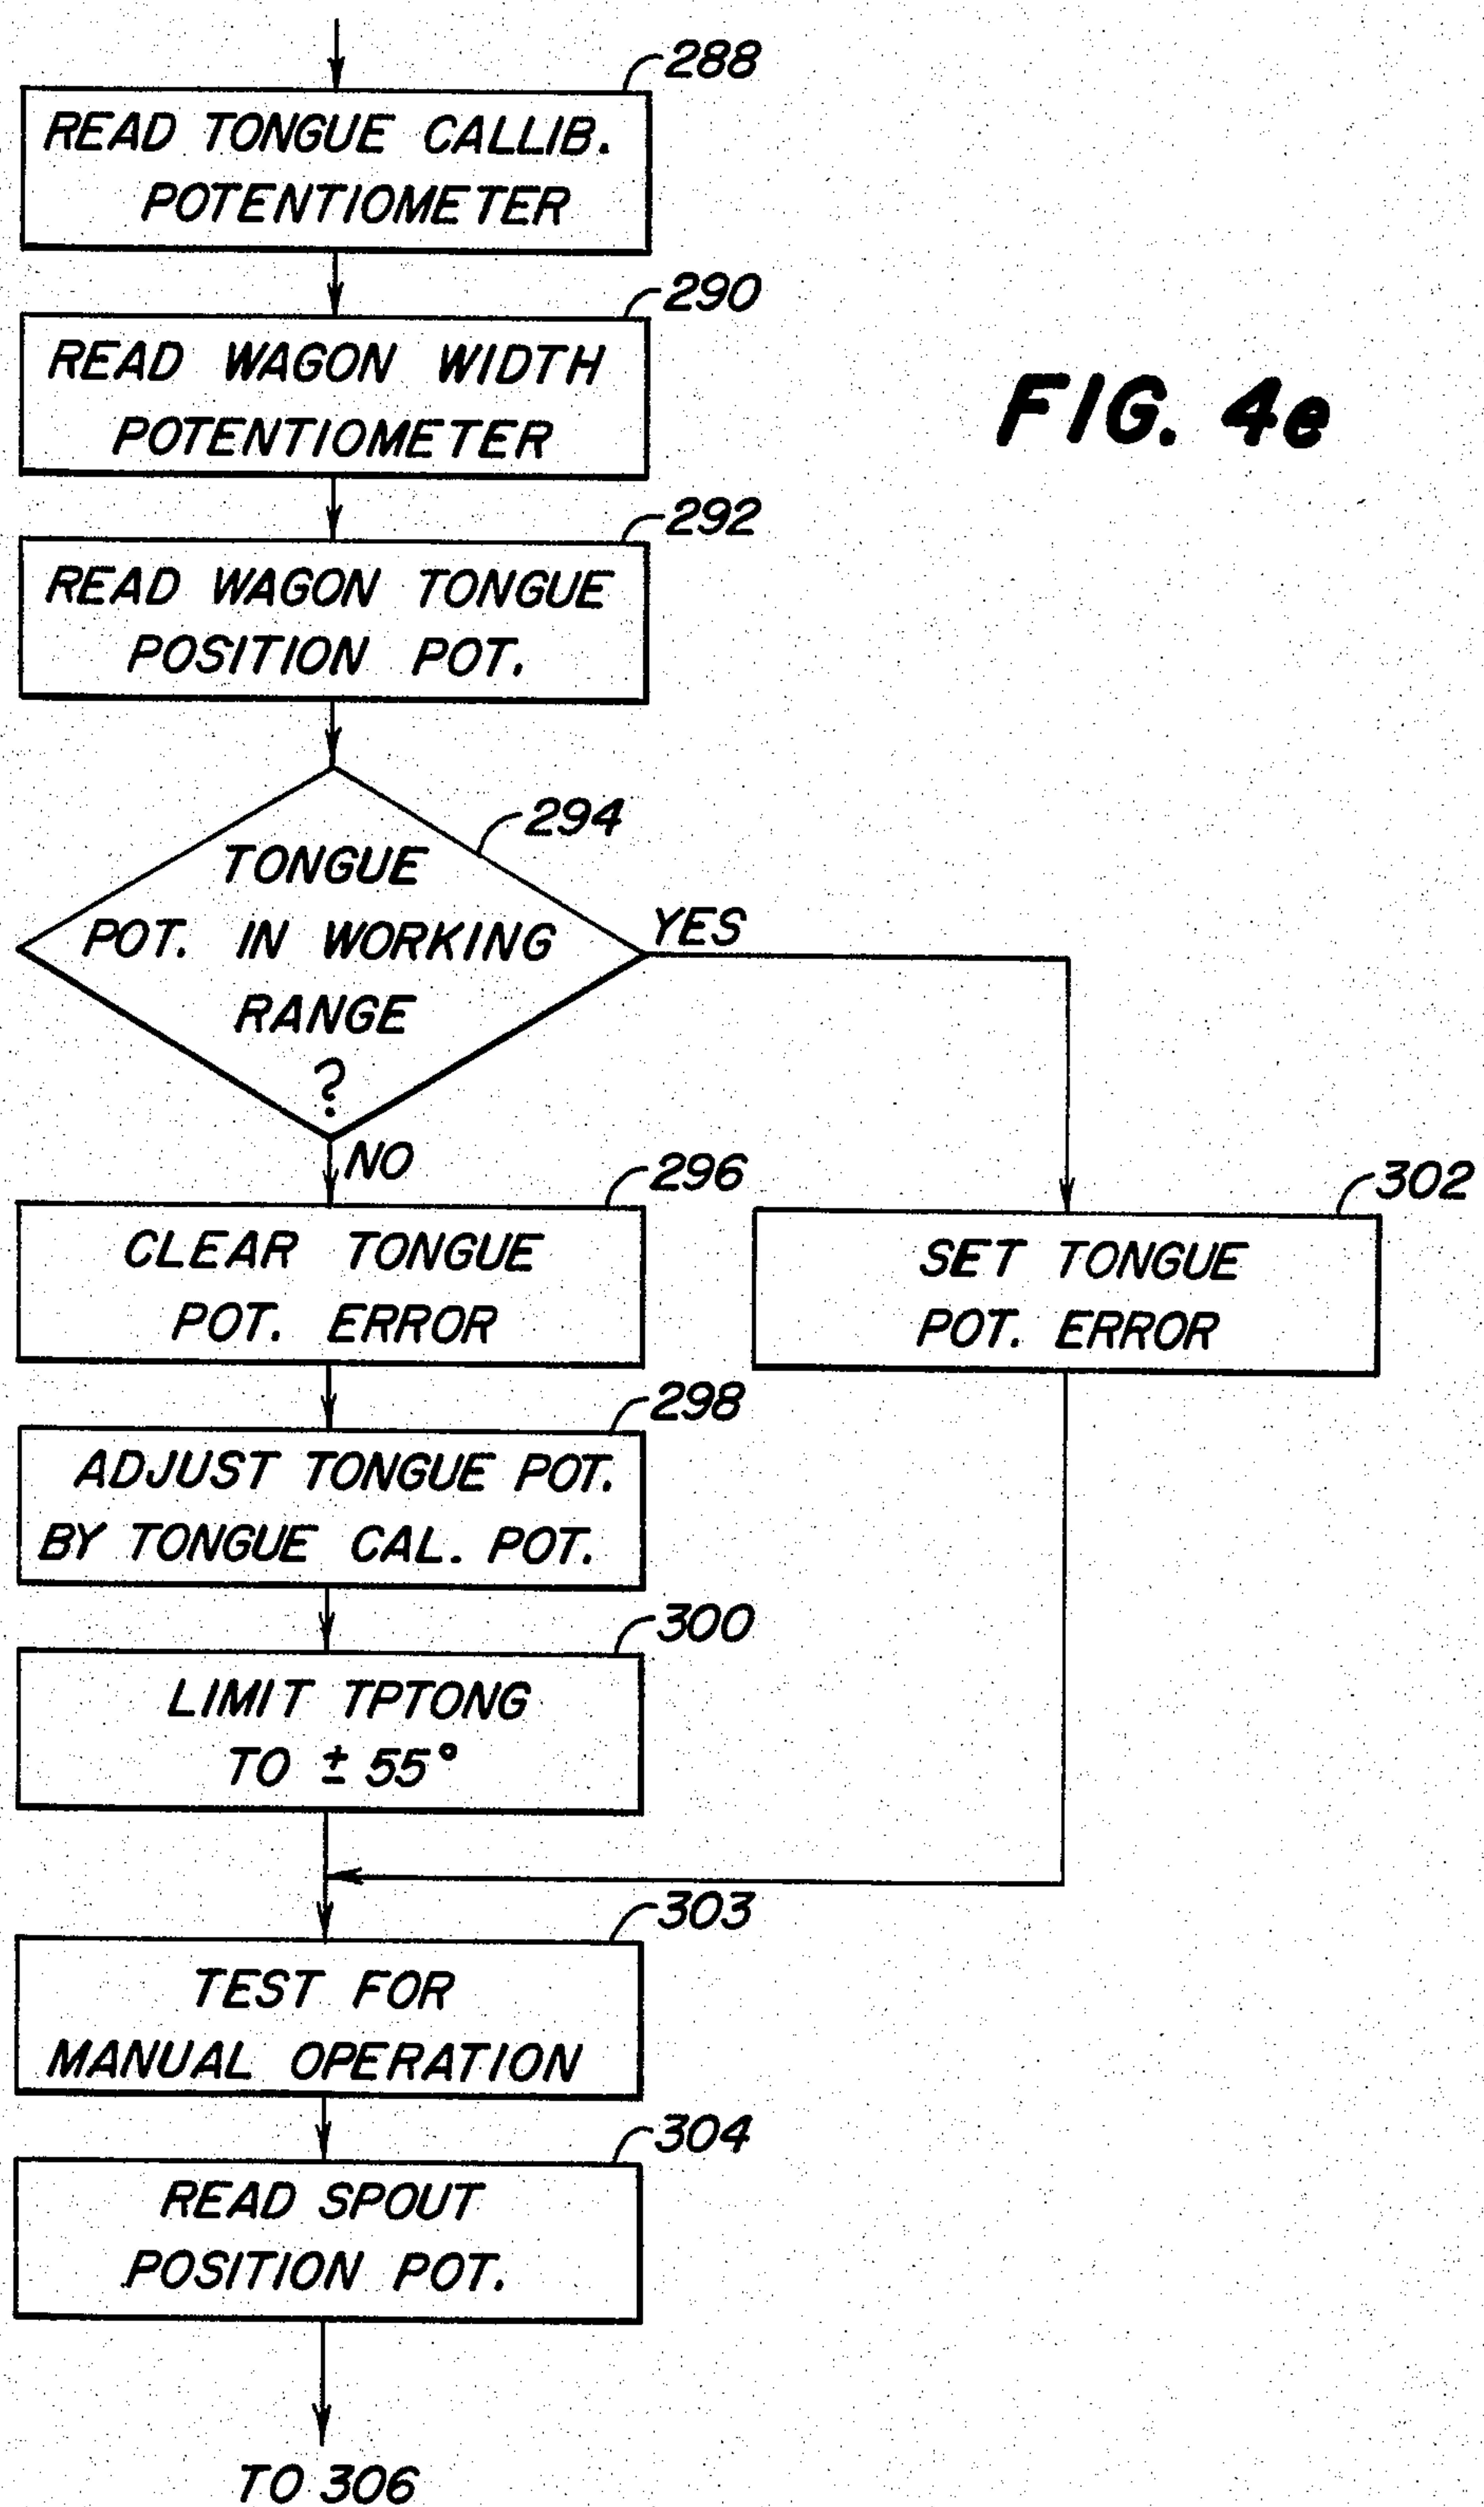 288
READ TONGUE CALLIB.
POTENTIOMETER
290
READ WAGON WIDTH
POTENTIOMETER
FIG. 4e
292
READ WAGON TONGUE
POSITION POT.
294
TONGUE
POT. IN WORKING
RANGE
?
YES
NO
296
CLEAR TONGUE
POT. ERROR
302
SET TONGUE
POT. ERROR
298
ADJUST TONGUE POT.
BY TONGUE CAL. POT.
300
LIMIT TPTONG
TO ± 55°
303
TEST FOR
MANUAL OPERATION
304
READ SPOUT
POSITION POT.
TO 306